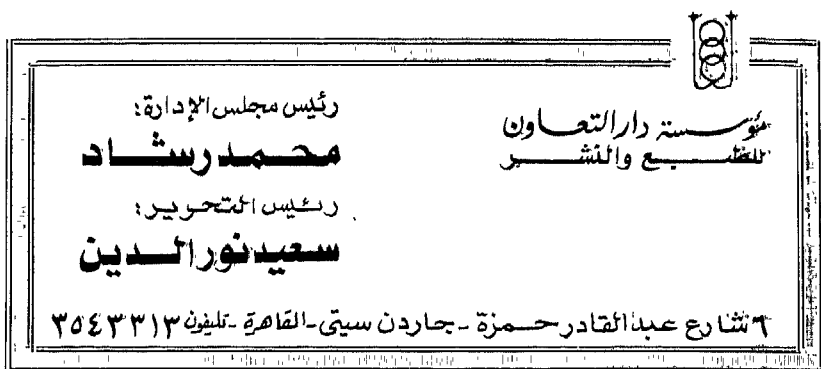 مؤسسة دار التعاون
للطبع والنشر
رئيس مجلس الإدارة:
محمد رشاد
رئيس التحرير:
سعيد نور الدين
٦ شارع عبد القادر حمزة - جاردن سيتى - القاهرة - تليفون ٣٥٤٣٣١٣